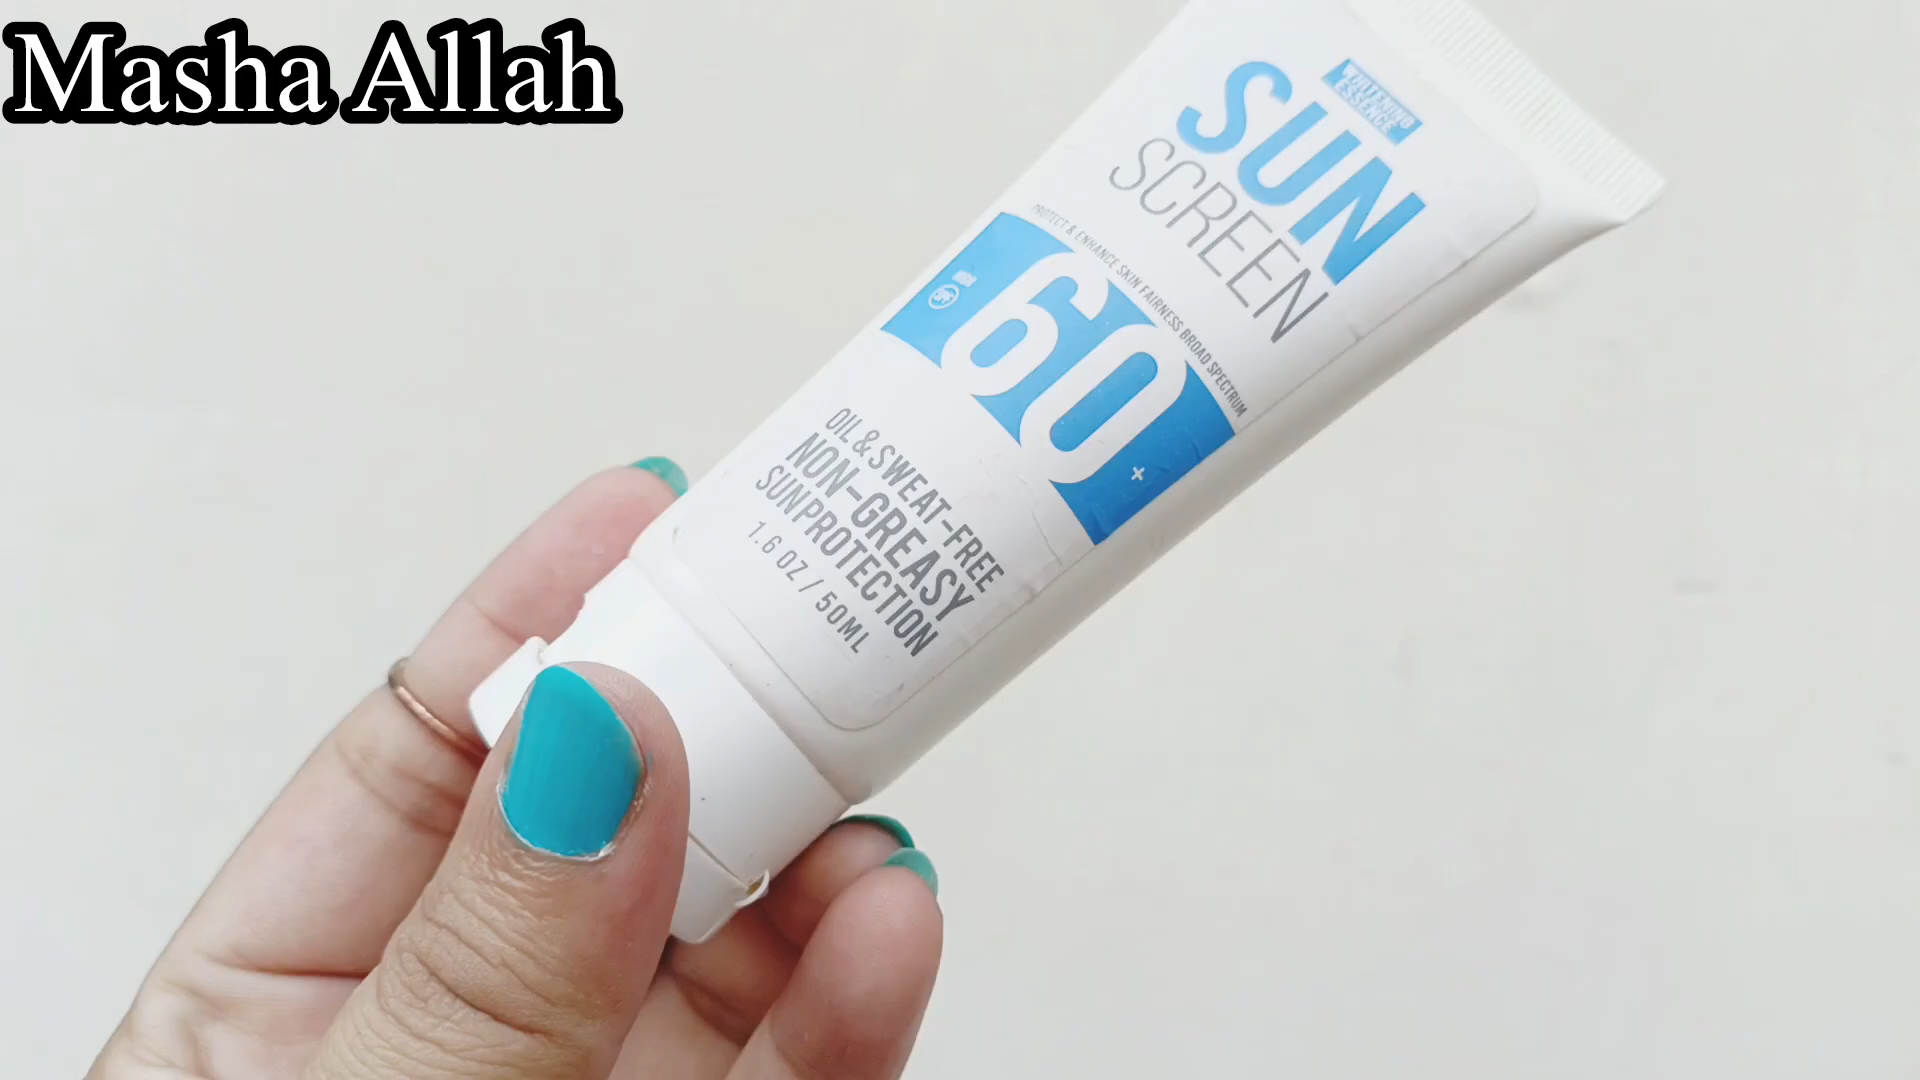 Masha Allah
WHITENING
ESSENCE
SUN
SCREEN
PROTECT & ENHANCE SKIN FAIRNESS BROAD SPECTRUM
SPF
60
+
OIL & SWEAT-FREE
NON-GREASY
SUNPROTECTION
1.6 OZ / 50ML